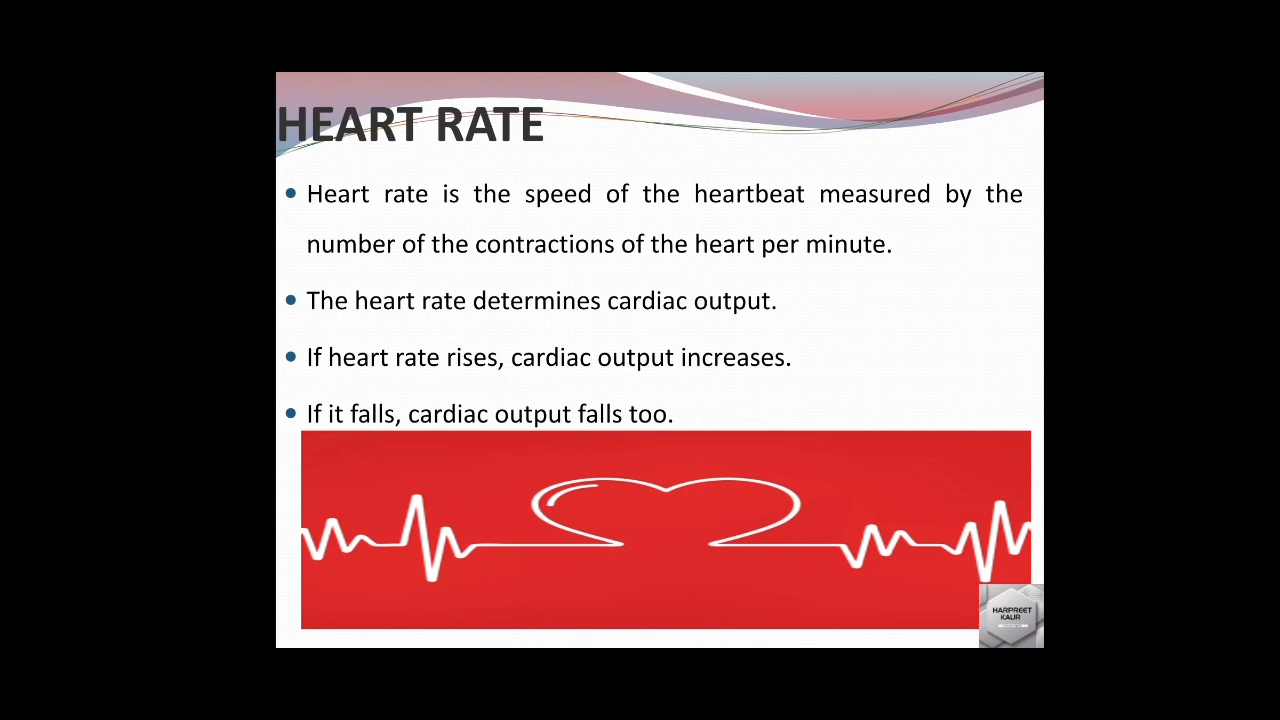 HEART RATE
• Heart rate is the speed of the heartbeat measured by the
number of the contractions of the heart per minute.
• The heart rate determines cardiac output.
• If heart rate rises, cardiac output increases.
• If it falls, cardiac output falls too.
HARPREET
KAUR